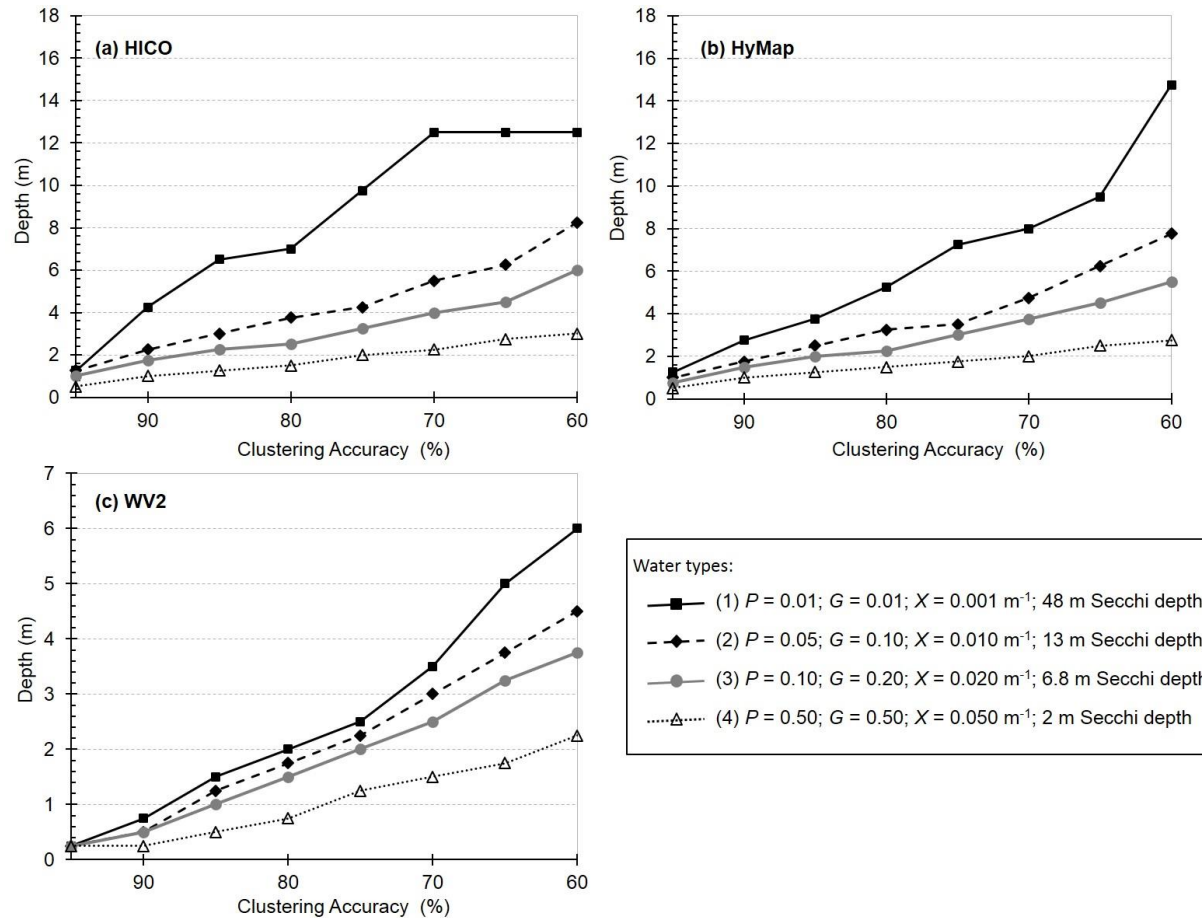 (a) HICO
18
16
14
12
10
8
6
4
2
0
Depth (m)
90 80 70 60
Clustering Accuracy (%)
(b) HyMap
18
16
14
12
10
8
6
4
2
0
Depth (m)
90 80 70 60
Clustering Accuracy (%)
(c) WV2
7
6
5
4
3
2
1
0
Depth (m)
90 80 70 60
Clustering Accuracy (%)
Water types:
(1) P = 0.01; G = 0.01; X = 0.001 m⁻¹; 48 m Secchi depth
(2) P = 0.05; G = 0.10; X = 0.010 m⁻¹; 13 m Secchi depth
(3) P = 0.10; G = 0.20; X = 0.020 m⁻¹; 6.8 m Secchi depth
(4) P = 0.50; G = 0.50; X = 0.050 m⁻¹; 2 m Secchi depth